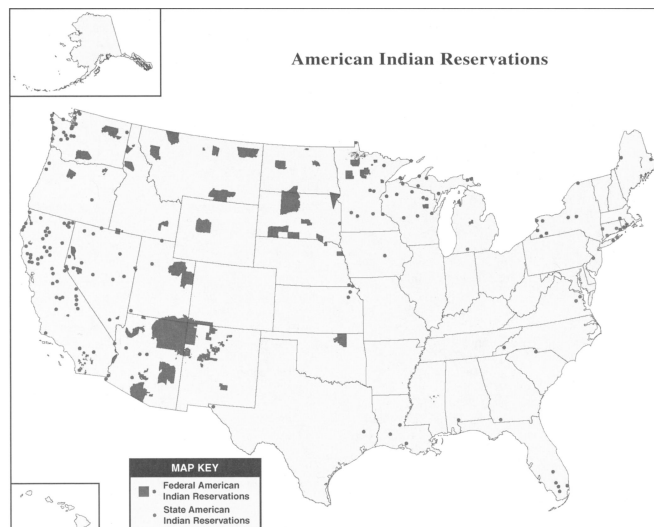 American Indian Reservations
MAP KEY
Federal American
Indian Reservations
State American
Indian Reservations